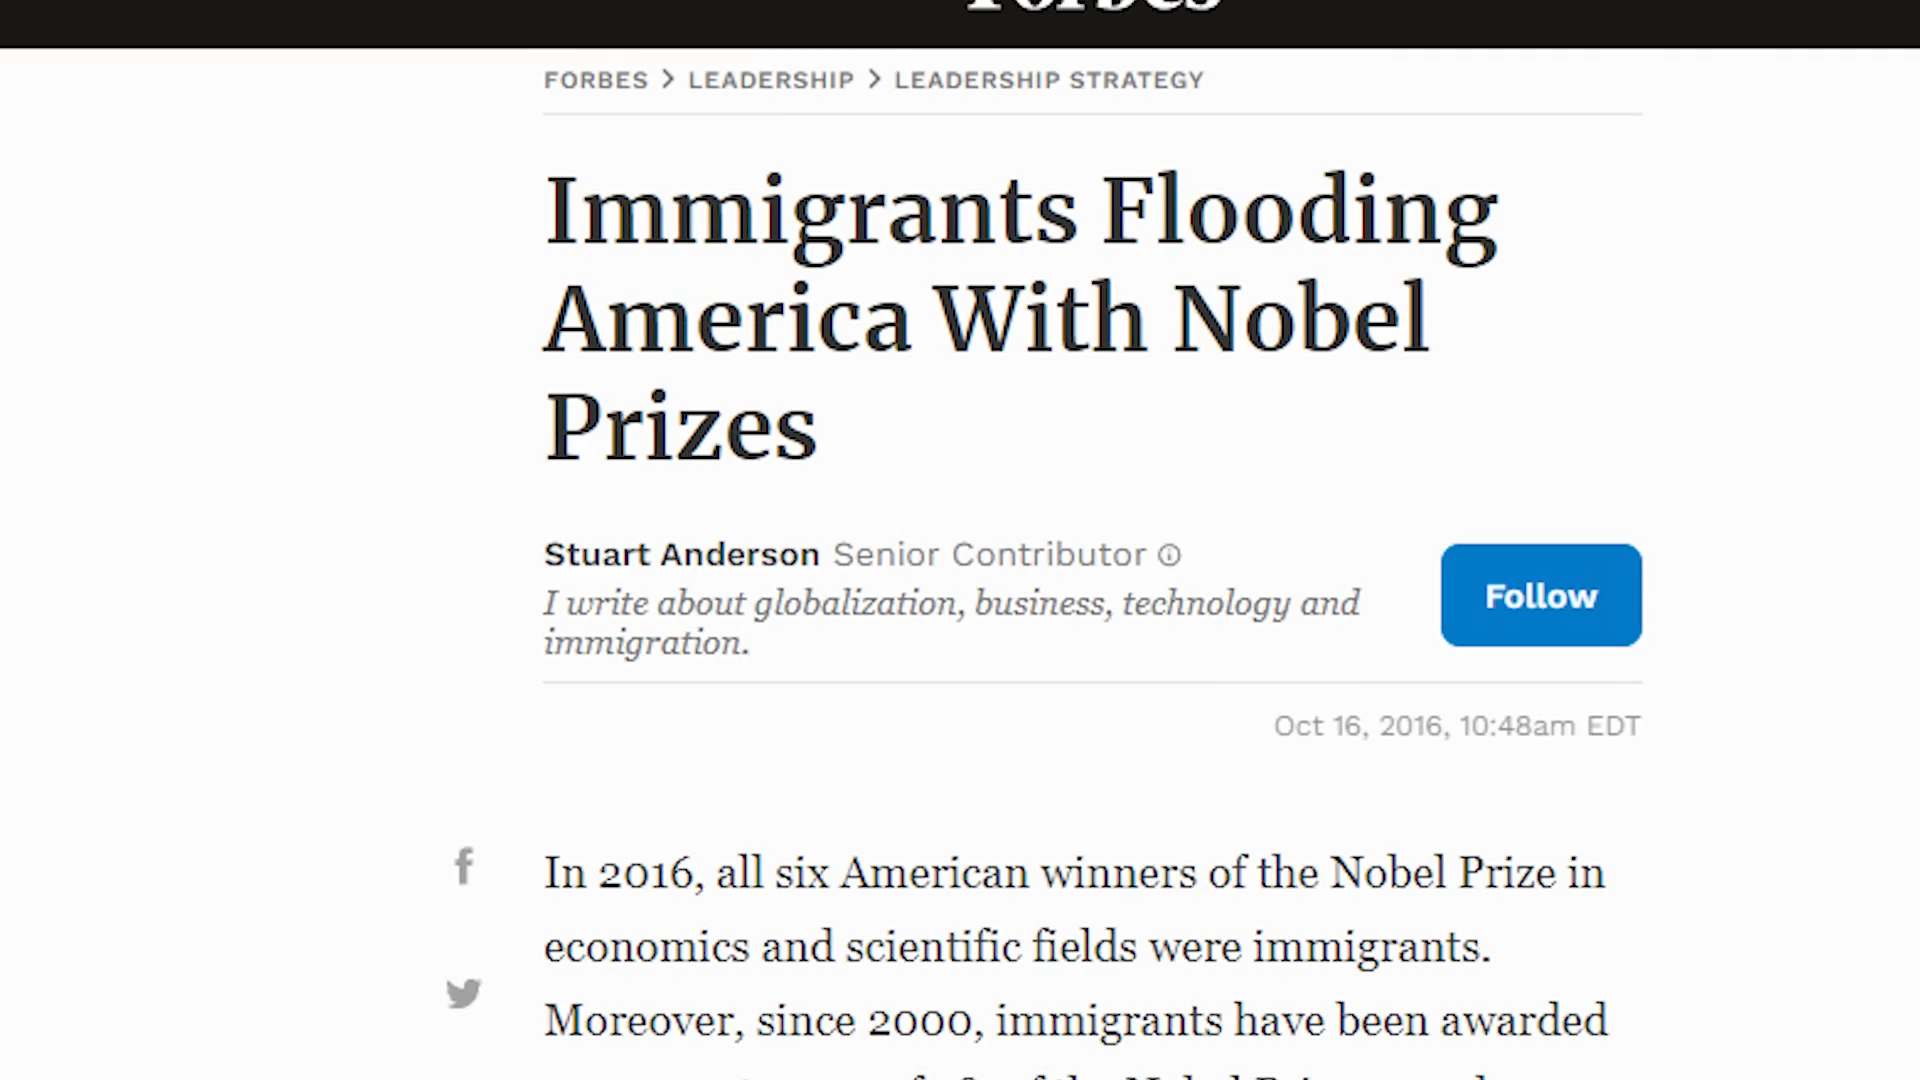 Forbes
FORBES > LEADERSHIP > LEADERSHIP STRATEGY
Immigrants Flooding
America With Nobel
Prizes
Stuart Anderson Senior Contributor
I write about globalization, business, technology and
immigration.
Follow
Oct 16, 2016, 10:48am EDT
In 2016, all six American winners of the Nobel Prize in
economics and scientific fields were immigrants.
Moreover, since 2000, immigrants have been awarded